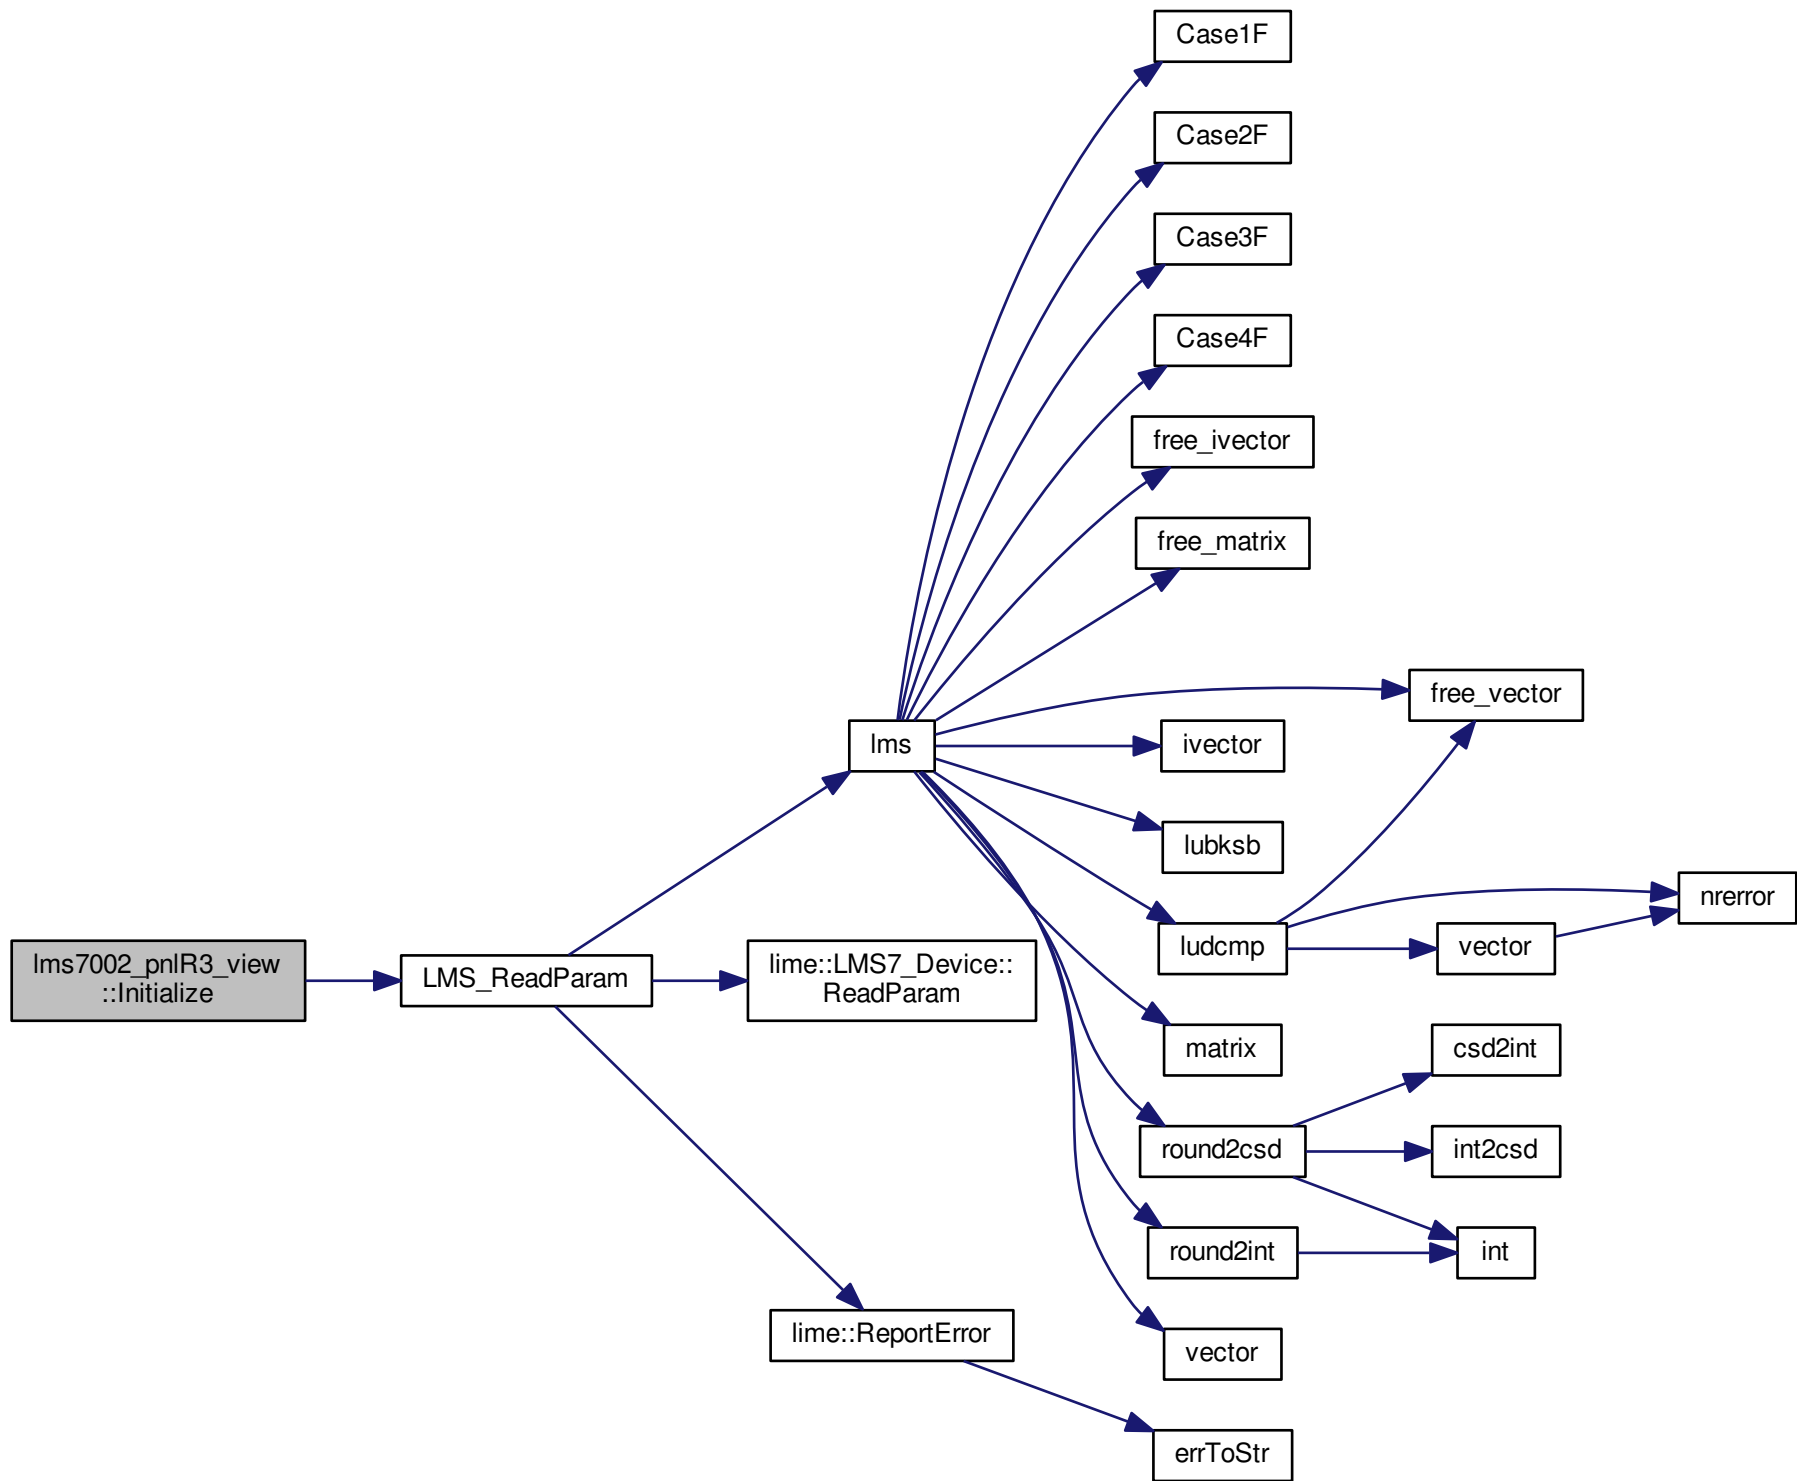 Case1F
Case2F
Case3F
Case4F
free_ivector
free_matrix
free_vector
lms
ivector
lubksb
nrerror
ludcmp
vector
lms7002_pnlR3_view
::Initialize
LMS_ReadParam
lime::LMS7_Device::
ReadParam
matrix
csd2int
round2csd
int2csd
round2int
int
lime::ReportError
vector
errToStr